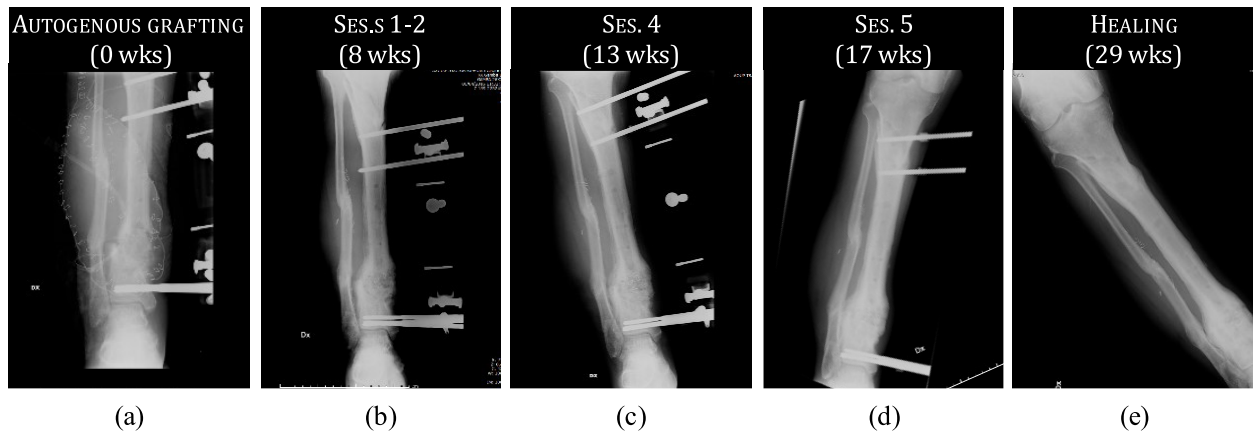 AUTOGENOUS GRAFTING
(0 wks)
SES.S 1-2
(8 wks)
SES. 4
(13 wks)
SES. 5
(17 wks)
HEALING
(29 wks)
DX
Dx
DX
Dx
Dx
(a)
(b)
(c)
(d)
(e)